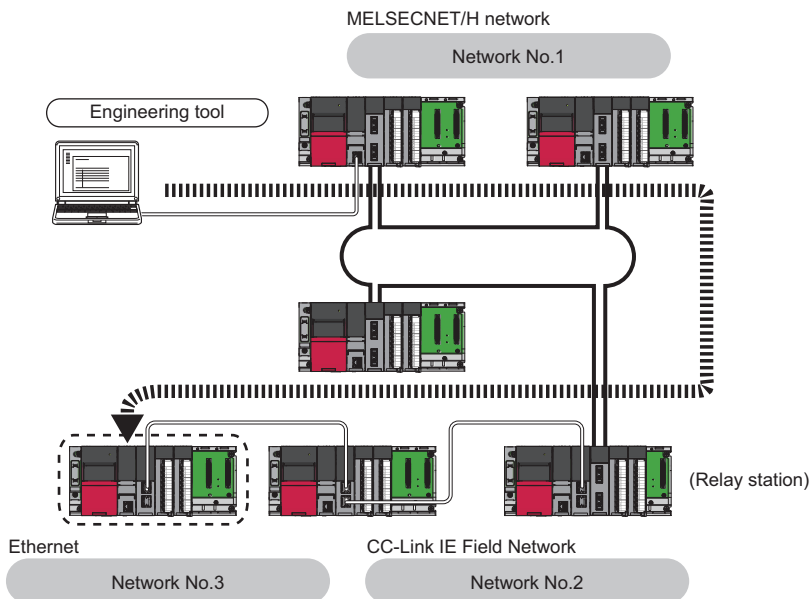 MELSECNET/H network
Network No.1
Engineering tool
(Relay station)
Ethernet
CC-Link IE Field Network
Network No.3
Network No.2